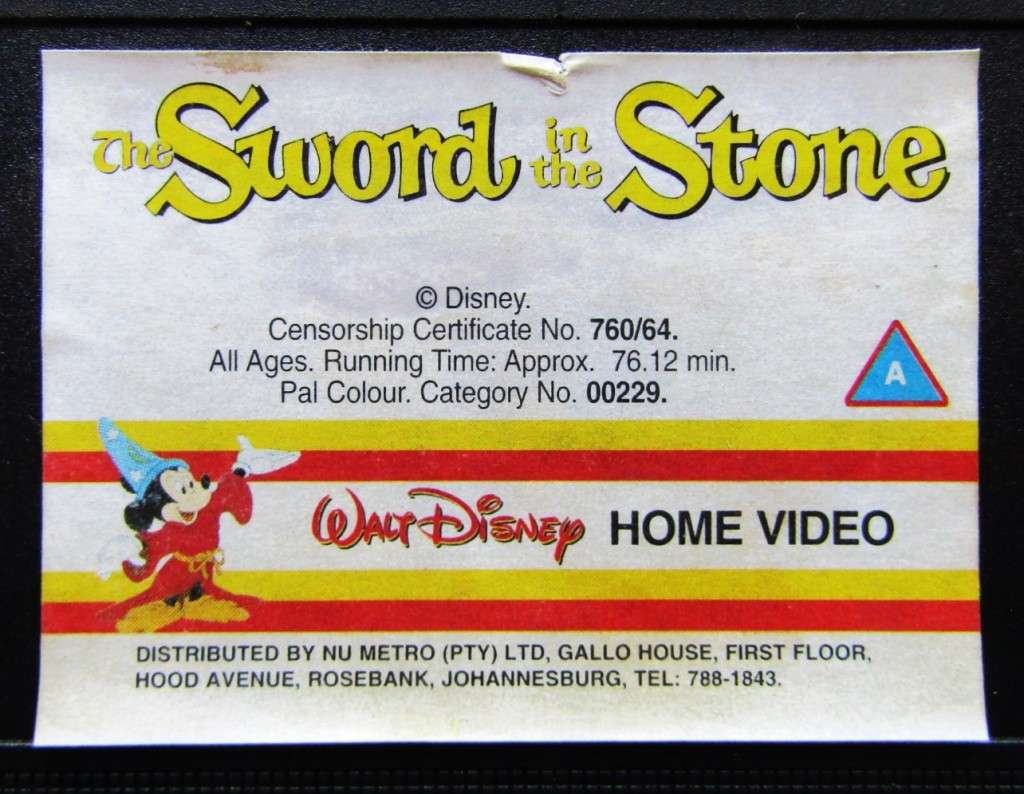 The Sword in the Stone
© Disney.
Censorship Certificate No. 760/64.
All Ages. Running Time: Approx. 76.12 min.
Pal Colour. Category No. 00229.
A
WALT DISNEY HOME VIDEO
DISTRIBUTED BY NU METRO (PTY) LTD, GALLO HOUSE, FIRST FLOOR,
HOOD AVENUE, ROSEBANK, JOHANNESBURG, TEL: 788-1843.